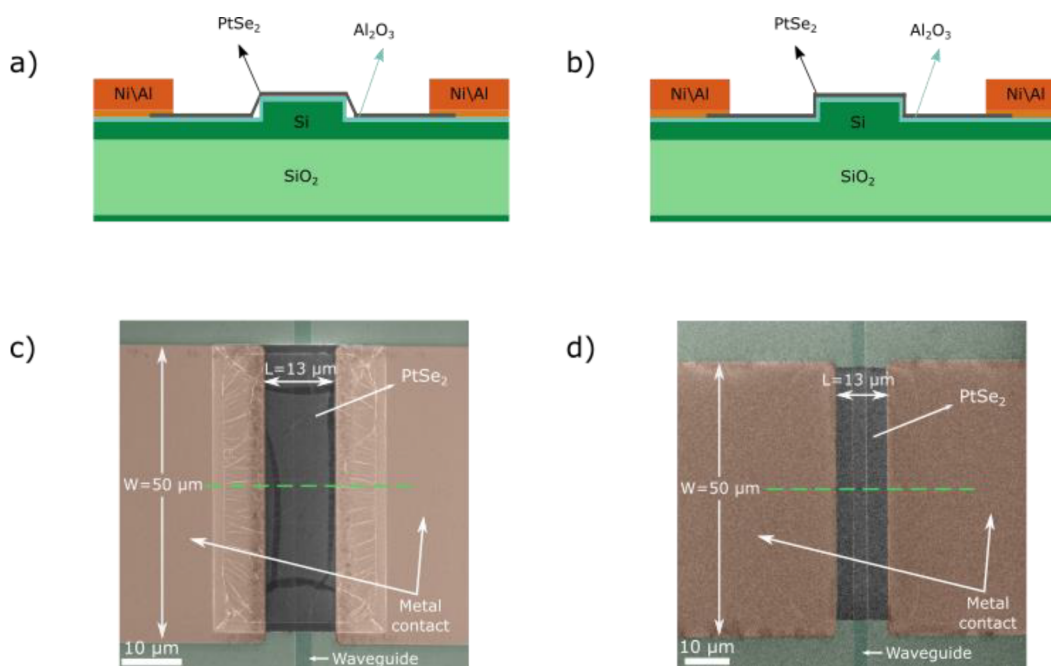 a)
PtSe₂
Al₂O₃
Ni\Al
Ni\Al
Si
SiO₂
b)
PtSe₂
Al₂O₃
Ni\Al
Ni\Al
Si
SiO₂
c)
L=13 µm
PtSe₂
W=50 µm
Metal
contact
10 µm
Waveguide
d)
L=13 µm
PtSe₂
W=50 µm
Metal
contact
10 µm
Waveguide